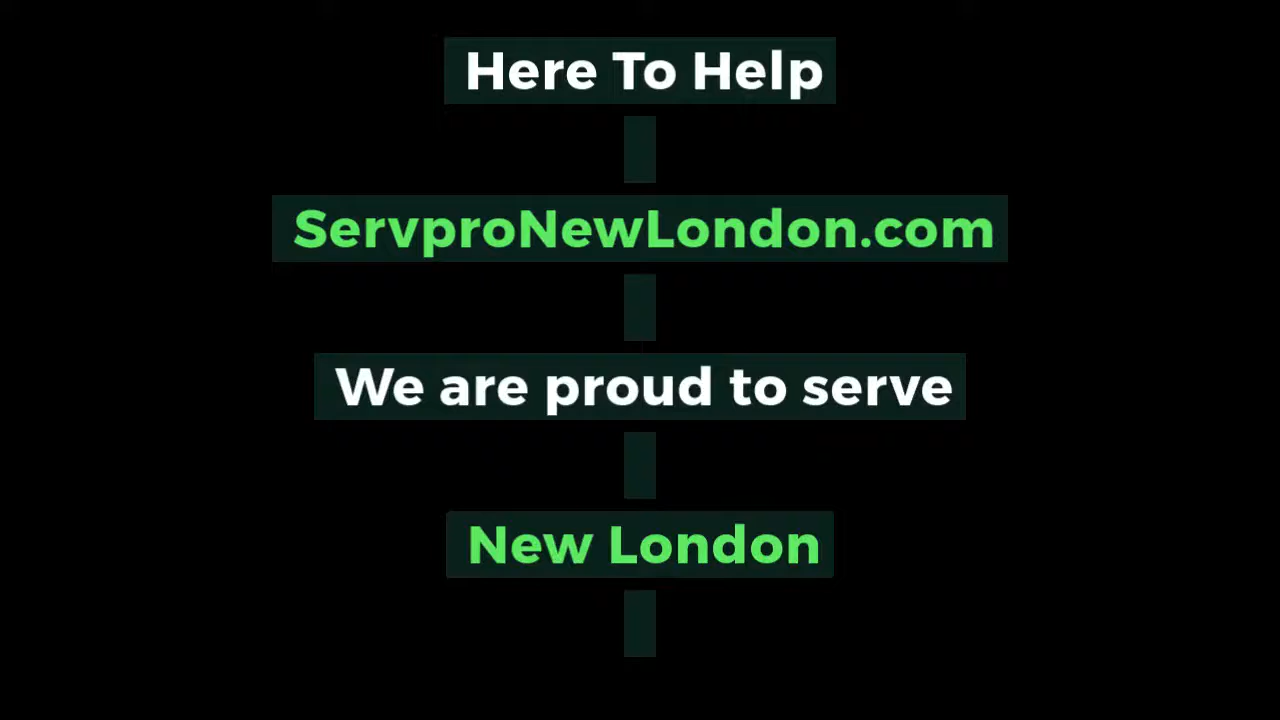 Here To Help
ServproNewLondon.com
We are proud to serve
New London